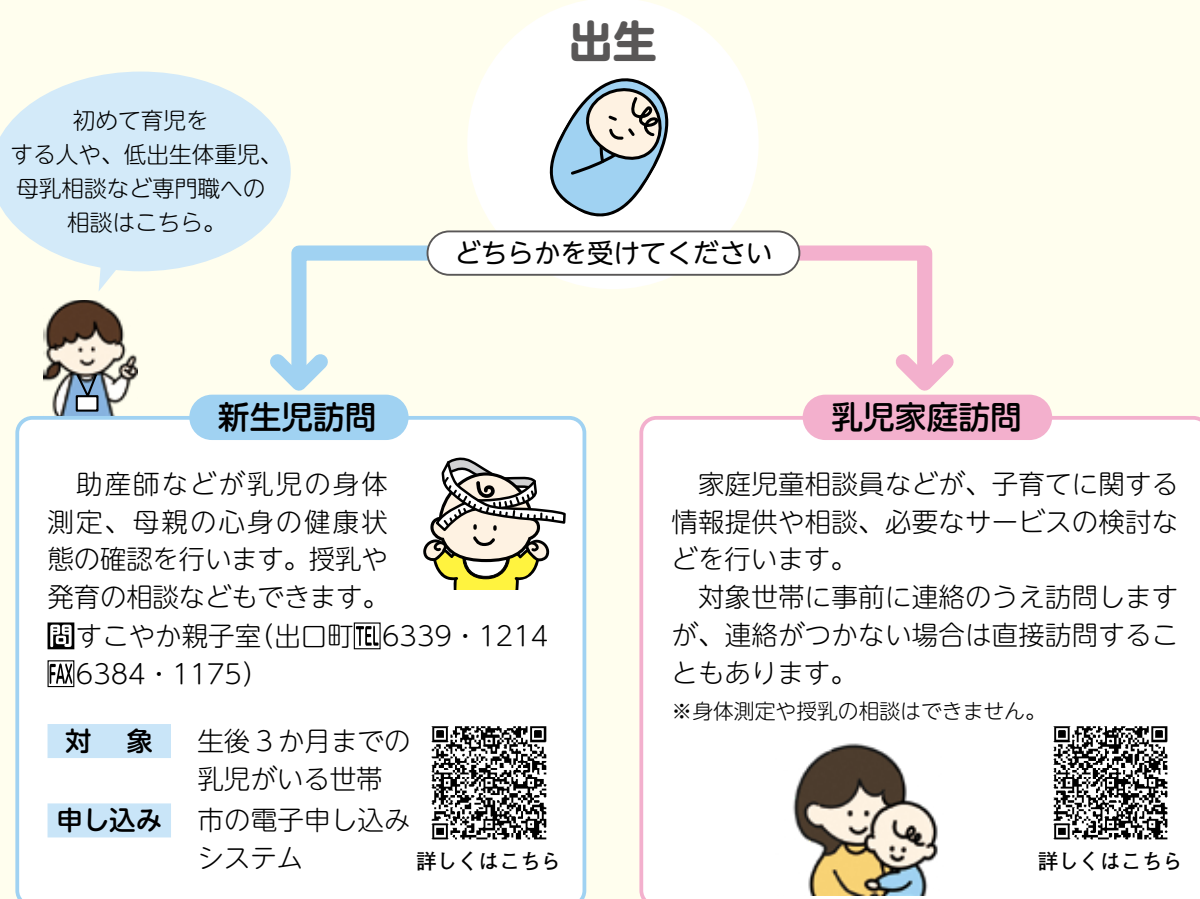 出生
初めて育児を
する人や、低出生体重児、
母乳相談など専門職への
相談はこちら。
どちらかを受けてください
新生児訪問
助産師などが乳児の身体
測定、母親の心身の健康状
態の確認を行います。授乳や
発育の相談などもできます。
問すこやか親子室(出口町TEL6339・1214
FAX6384・1175)
対　象　生後３か月までの
乳児がいる世帯
申し込み　市の電子申し込み
システム
詳しくはこちら
乳児家庭訪問
家庭児童相談員などが、子育てに関する
情報提供や相談、必要なサービスの検討な
どを行います。
対象世帯に事前に連絡のうえ訪問します
が、連絡がつかない場合は直接訪問するこ
ともあります。
※身体測定や授乳の相談はできません。
詳しくはこちら